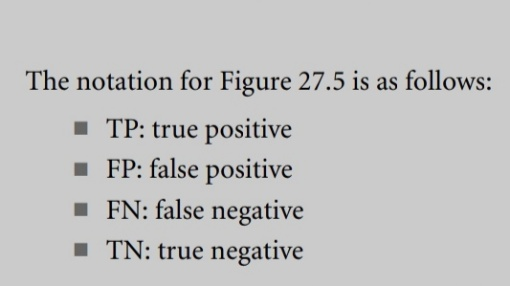 The notation for Figure 27.5 is as follows:
■ TP: true positive
■ FP: false positive
■ FN: false negative
■ TN: true negative